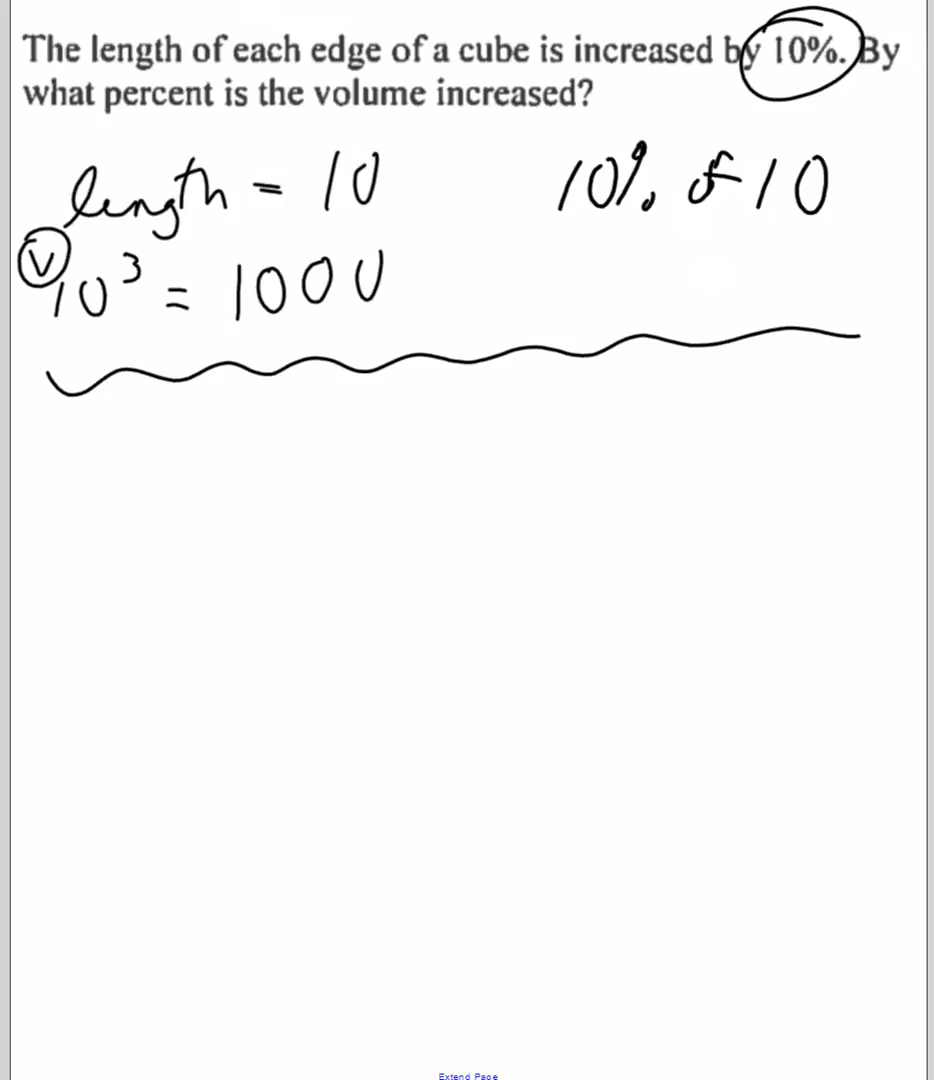 The length of each edge of a cube is increased by 10%. By
what percent is the volume increased?
length = 10
10% of 10
V
10³ = 1000
Extend Page